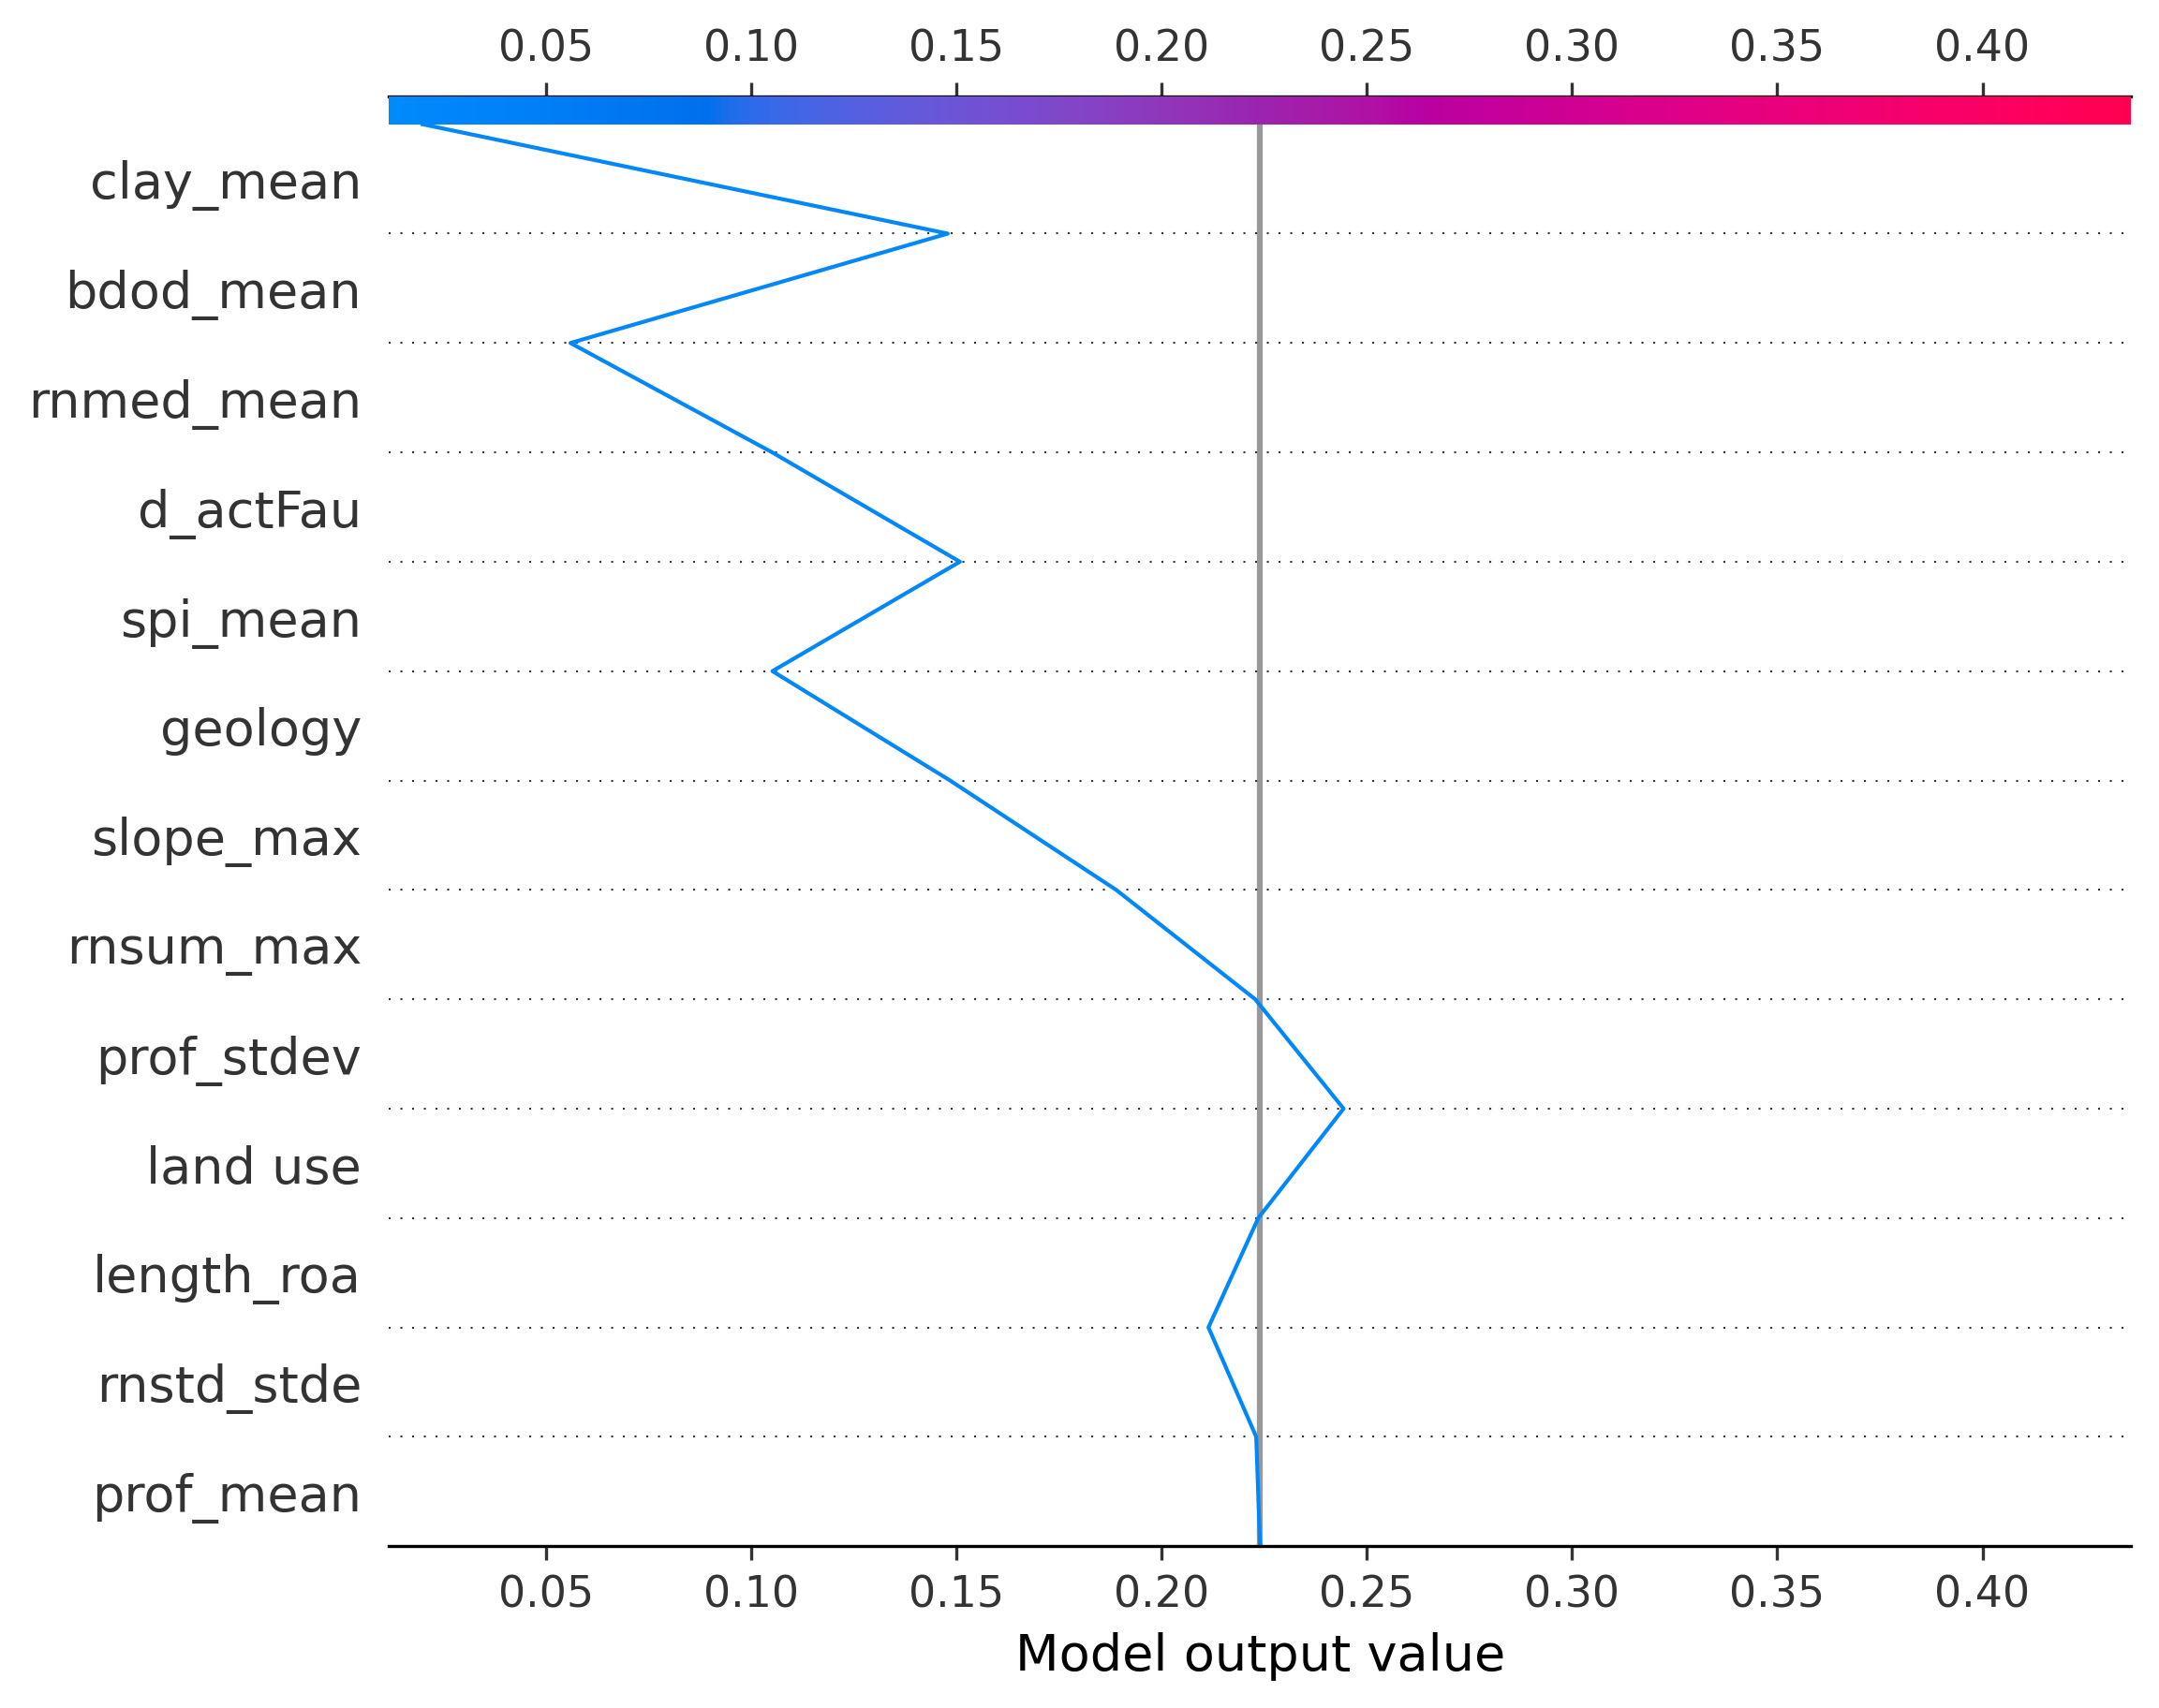 0.05 0.10 0.15 0.20 0.25 0.30 0.35 0.40
clay_mean
bdod_mean
rnmed_mean
d_actFau
spi_mean
geology
slope_max
rnsum_max
prof_stdev
land use
length_roa
rnstd_stde
prof_mean
0.05 0.10 0.15 0.20 0.25 0.30 0.35 0.40
Model output value